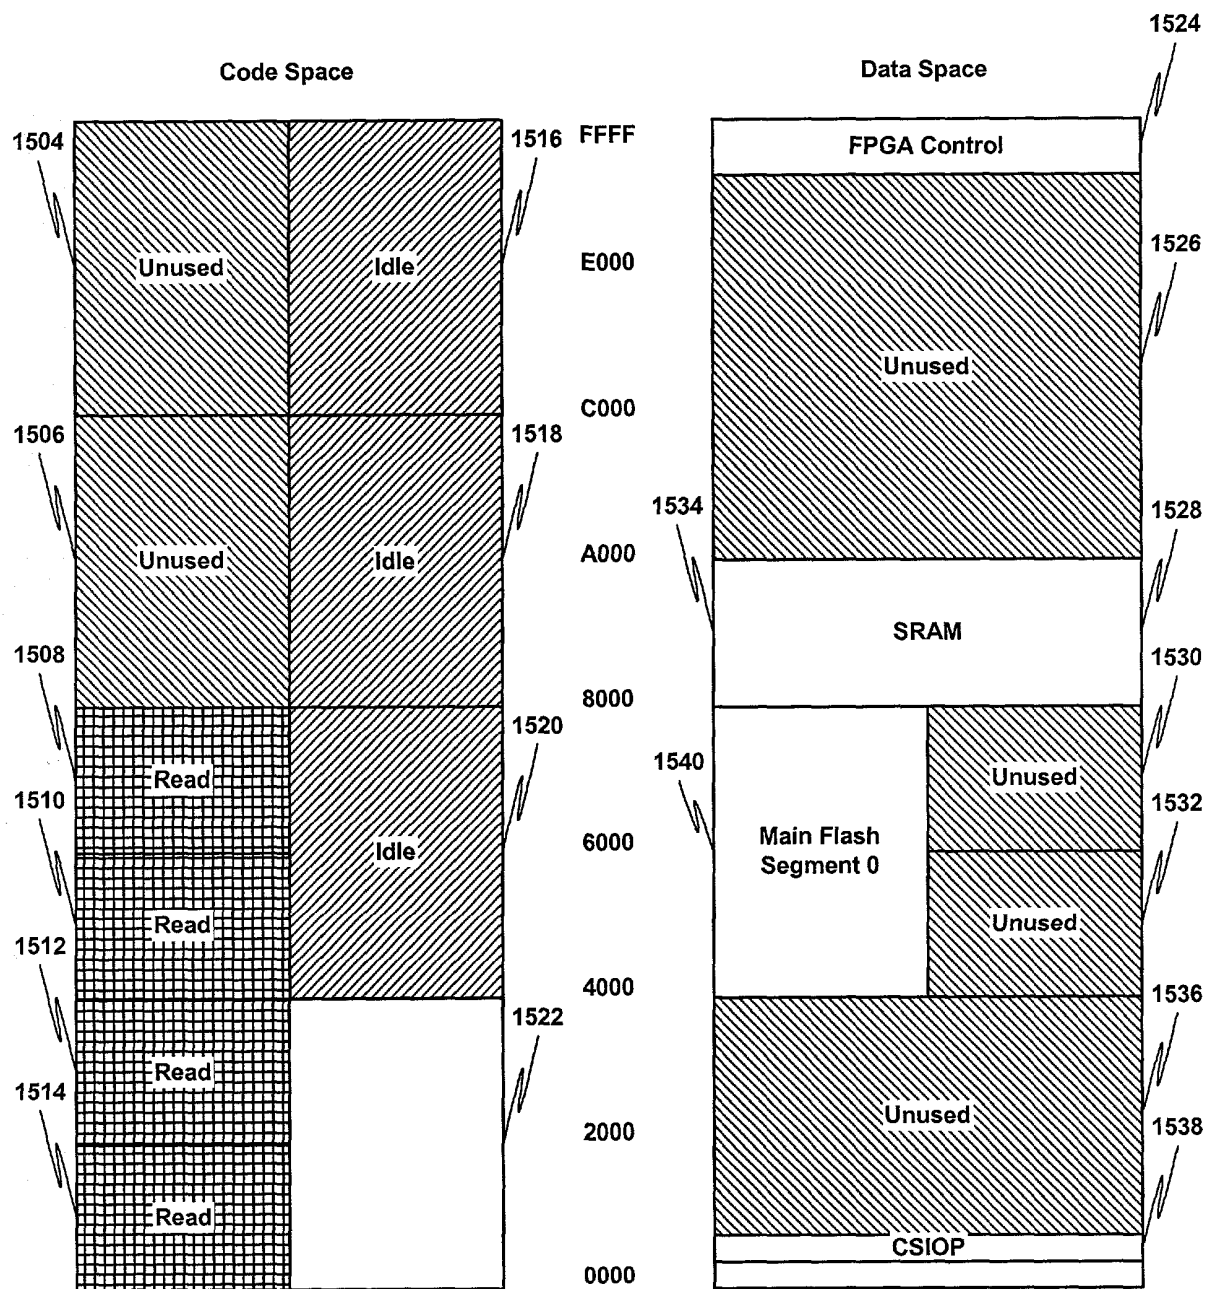 1524
Code Space
Data Space
1504
1516
FFFF
FPGA Control
1526
Unused
Idle
E000
Unused
C000
1506
1518
1534
1528
Unused
Idle
A000
SRAM
1508
1530
8000
1520
1540
Read
Unused
1510
1532
6000
Main Flash
Segment 0
Idle
Read
Unused
1512
4000
1536
1522
Read
1514
Unused
2000
1538
Read
CSIOP
0000